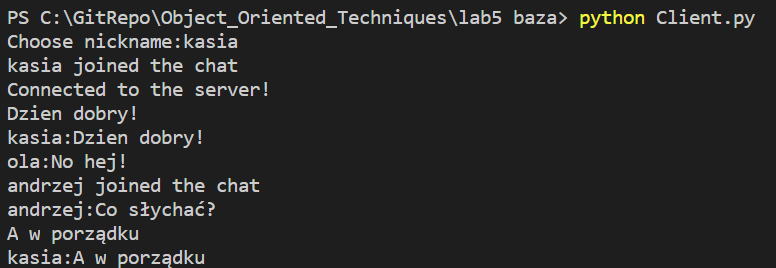 PS C:\GitRepo\Object_Oriented_Techniques\lab5 baza> python Client.py
Choose nickname:kasia
kasia joined the chat
Connected to the server!
Dzien dobry!
kasia:Dzien dobry!
ola:No hej!
andrzej joined the chat
andrzej:Co słychać?
A w porządku
kasia:A w porządku